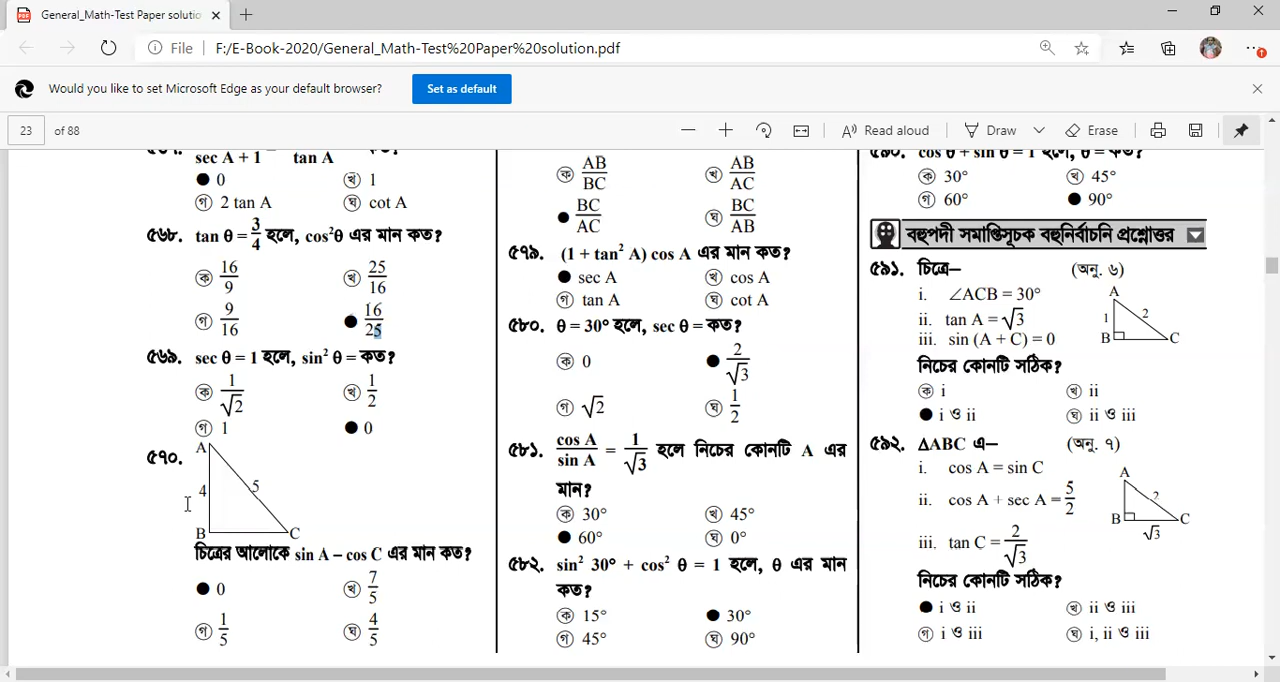 General_Math-Test Paper solutio
File F:/E-Book-2020/General_Math-Test%20Paper%20solution.pdf
Would you like to set Microsoft Edge as your default browser? Set as default
23 of 88 Read aloud Draw Erase
sec A + 1 tan A
● 0 (খ) 1
(গ) 2 tan A (ঘ) cot A
৫৬৮. tan θ = 3/4 হলে, cos²θ এর মান কত?
(ক) 16/9 (খ) 25/16
(গ) 9/16 ● 16/25
৫৬৯. sec θ = 1 হলে, sin² θ = কত?
(ক) 1/√2 (খ) 1/2
(গ) 1 ● 0
৫৭০.
A
4 5
B C
চিত্রের আলোকে sin A – cos C এর মান কত?
● 0 (খ) 7/5
(গ) 1/5 (ঘ) 4/5
(ক) AB/BC (খ) AB/AC
● BC/AC (ঘ) BC/AB
৫৭৯. (1 + tan² A) cos A এর মান কত?
● sec A (খ) cos A
(গ) tan A (ঘ) cot A
৫৮০. θ = 30° হলে, sec θ = কত?
(ক) 0 ● 2/√3
(গ) √2 (ঘ) 1/2
৫৮১. cos A/sin A = 1/√3 হলে নিচের কোনটি A এর
মান?
(ক) 30° (খ) 45°
● 60° (ঘ) 0°
৫৮২. sin² 30° + cos² θ = 1 হলে, θ এর মান
কত?
(ক) 15° ● 30°
(গ) 45° (ঘ) 90°
৫৯০. cos θ + sin θ = 1 হলে, θ = কত?
(ক) 30° (খ) 45°
(গ) 60° ● 90°
বহুপদী সমাপ্তিসূচক বহুনির্বাচনি প্রশ্নোত্তর
৫৯১. চিত্রে– (অনু. ৬)
i. ∠ACB = 30°
ii. tan A = √3
iii. sin (A + C) = 0
A
1 2
B C
নিচের কোনটি সঠিক?
(ক) i (খ) ii
● i ও ii (ঘ) ii ও iii
৫৯২. ΔABC এ– (অনু. ৭)
i. cos A = sin C
ii. cos A + sec A = 5/2
iii. tan C = 2/√3
A
2
B C
√3
নিচের কোনটি সঠিক?
● i ও ii (খ) ii ও iii
(গ) i ও iii (ঘ) i, ii ও iii